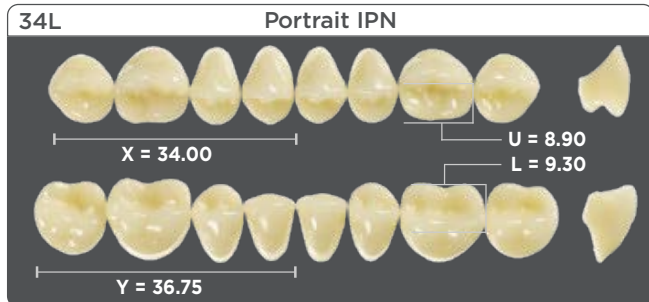 34L
Portrait IPN
X = 34.00
U = 8.90
L = 9.30
Y = 36.75